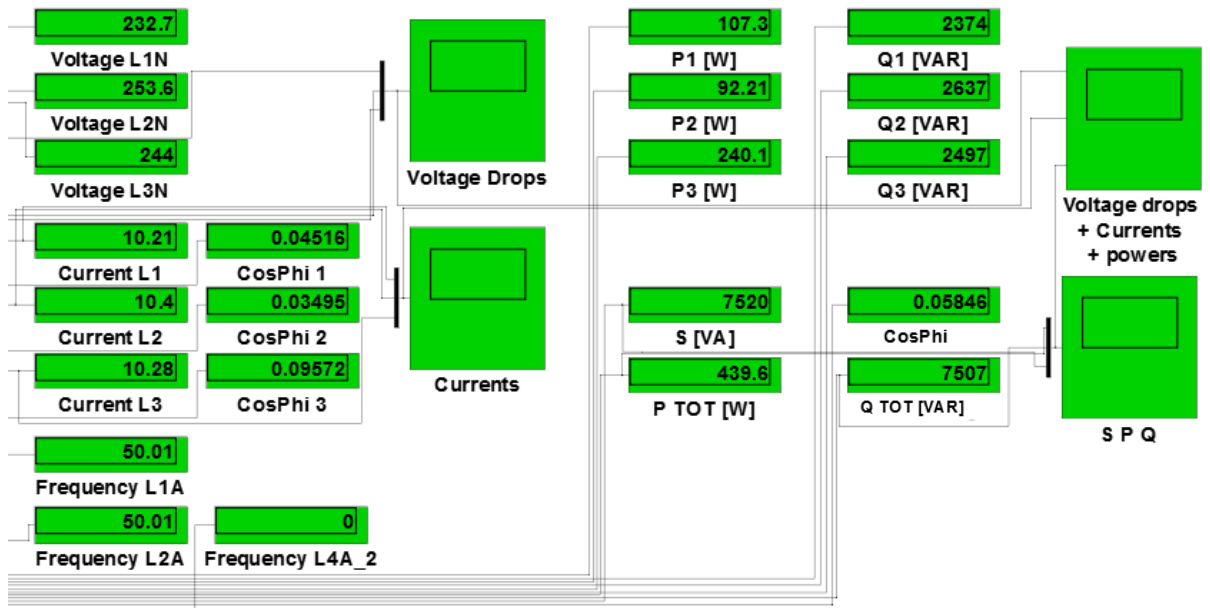 232.7
Voltage L1N
253.6
Voltage L2N
244
Voltage L3N
Voltage Drops
10.21
Current L1
0.04516
CosPhi 1
10.4
Current L2
0.03495
CosPhi 2
10.28
Current L3
0.09572
CosPhi 3
Currents
50.01
Frequency L1A
50.01
Frequency L2A
0
Frequency L4A_2
107.3
P1 [W]
92.21
P2 [W]
240.1
P3 [W]
2374
Q1 [VAR]
2637
Q2 [VAR]
2497
Q3 [VAR]
Voltage drops
+ Currents
+ powers
7520
S [VA]
0.05846
CosPhi
439.6
P TOT [W]
7507
Q TOT [VAR]
S P Q